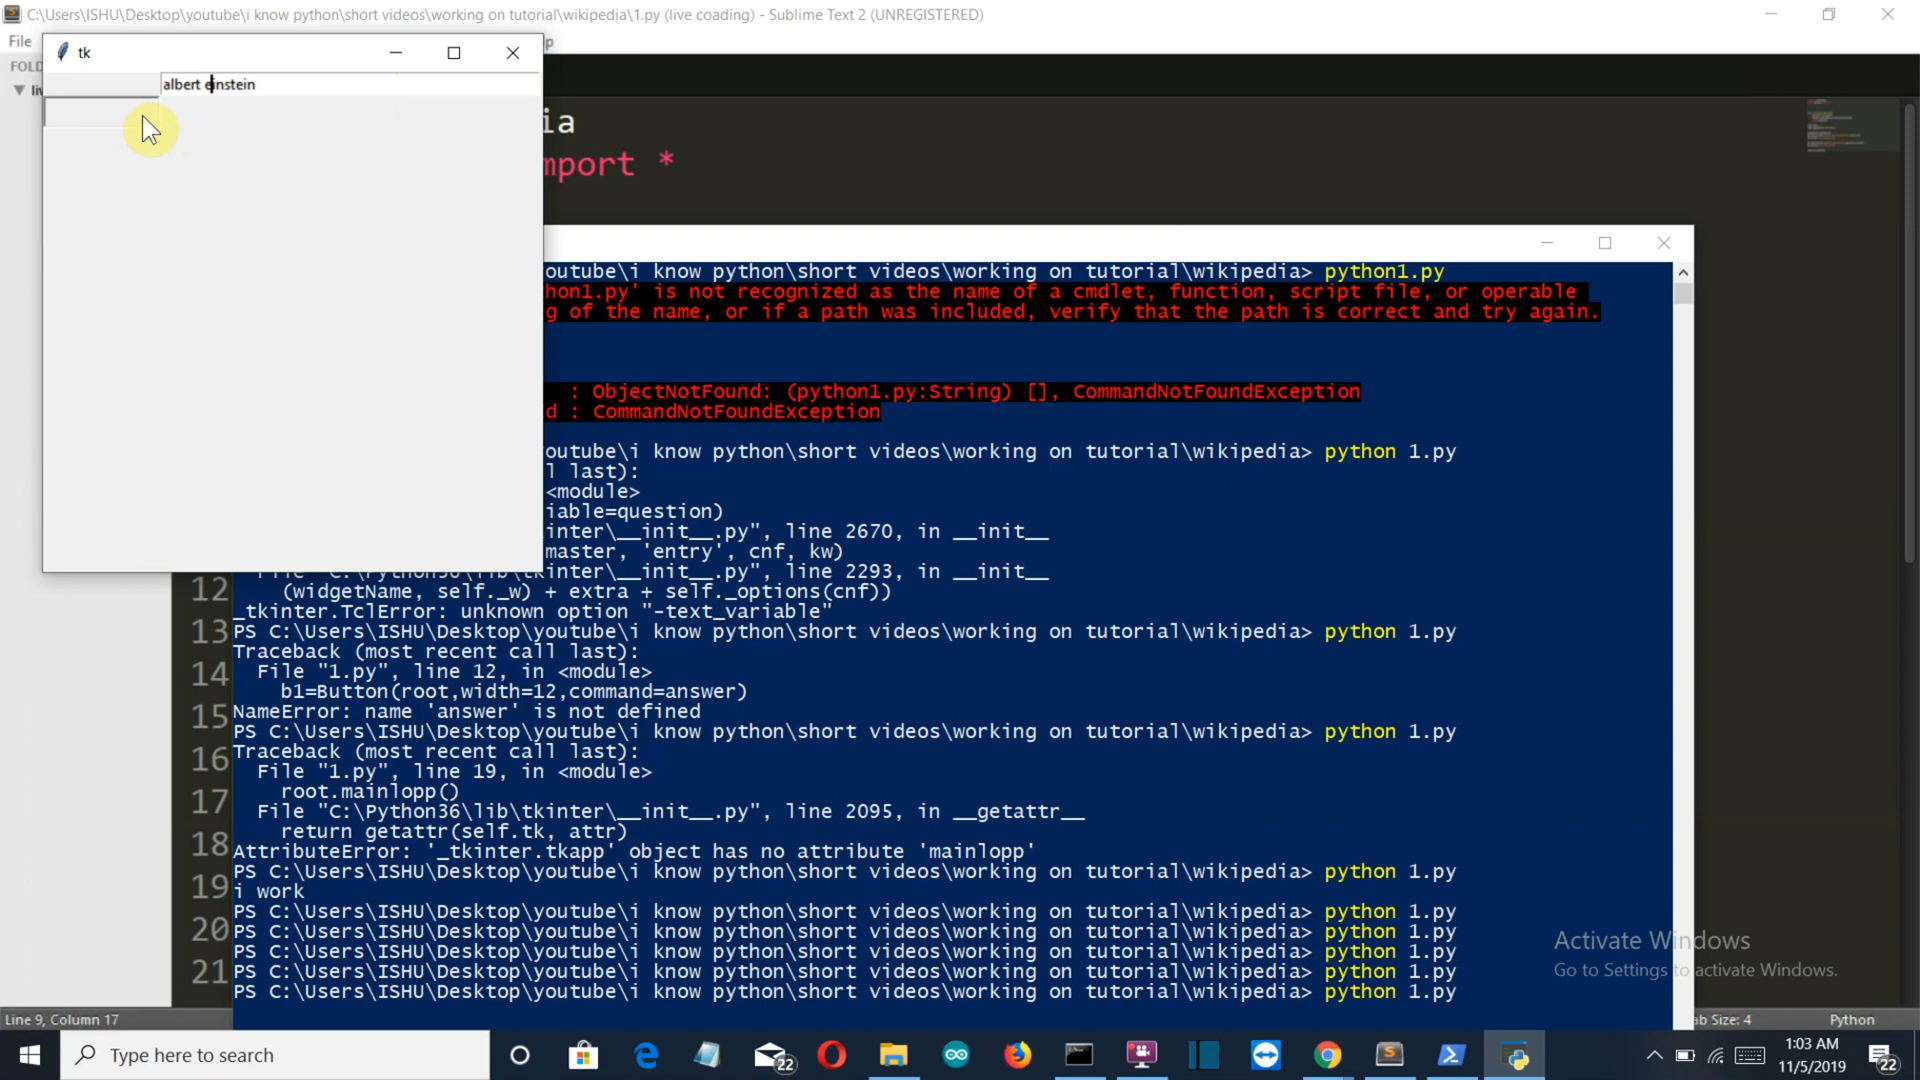 C:\Users\ISHU\Desktop\youtube\i know python\short videos\working on tutorial\wikipedia\1.py (live coading) - Sublime Text 2 (UNREGISTERED)
File
tk
albert einstein
ia
mport *
outube\i know python\short videos\working on tutorial\wikipedia> python1.py
hon1.py' is not recognized as the name of a cmdlet, function, script file, or operable
g of the name, or if a path was included, verify that the path is correct and try again.
: ObjectNotFound: (python1.py:String) [], CommandNotFoundException
d : CommandNotFoundException
outube\i know python\short videos\working on tutorial\wikipedia> python 1.py
l last):
<module>
iable=question)
inter\__init__.py", line 2670, in __init__
master, 'entry', cnf, kw)
File "C:\Python36\lib\tkinter\__init__.py", line 2293, in __init__
12
(widgetName, self._w) + extra + self._options(cnf))
_tkinter.TclError: unknown option "-text_variable"
13
PS C:\Users\ISHU\Desktop\youtube\i know python\short videos\working on tutorial\wikipedia> python 1.py
Traceback (most recent call last):
14
File "1.py", line 12, in <module>
b1=Button(root,width=12,command=answer)
15
NameError: name 'answer' is not defined
PS C:\Users\ISHU\Desktop\youtube\i know python\short videos\working on tutorial\wikipedia> python 1.py
16
Traceback (most recent call last):
File "1.py", line 19, in <module>
root.mainlopp()
17
File "C:\Python36\lib\tkinter\__init__.py", line 2095, in __getattr__
return getattr(self.tk, attr)
18
AttributeError: '_tkinter.tkapp' object has no attribute 'mainlopp'
PS C:\Users\ISHU\Desktop\youtube\i know python\short videos\working on tutorial\wikipedia> python 1.py
19
i work
PS C:\Users\ISHU\Desktop\youtube\i know python\short videos\working on tutorial\wikipedia> python 1.py
20
PS C:\Users\ISHU\Desktop\youtube\i know python\short videos\working on tutorial\wikipedia> python 1.py
PS C:\Users\ISHU\Desktop\youtube\i know python\short videos\working on tutorial\wikipedia> python 1.py
21
PS C:\Users\ISHU\Desktop\youtube\i know python\short videos\working on tutorial\wikipedia> python 1.py
PS C:\Users\ISHU\Desktop\youtube\i know python\short videos\working on tutorial\wikipedia> python 1.py
Activate Windows
Go to Settings to activate Windows.
Line 9, Column 17
ab Size: 4
Python
Type here to search
22
1:03 AM
11/5/2019
22